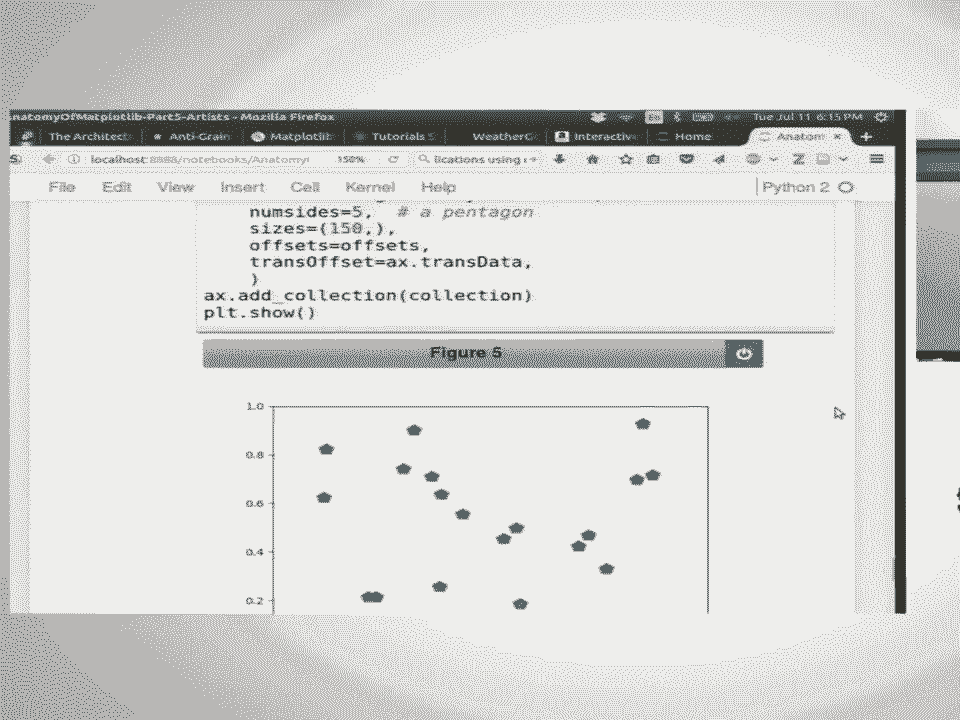 natomyOfMatplotlib-Part5-Artists - Mozilla Firefox
En
Tue Jul 11 6:15 PM
The Architect
Anti-Grain
Matplotlib
Tutorials
WeatherG
Interactiv
Home
Anatom
localhost:8888/notebooks/Anatomy
150%
lications using
File Edit View Insert Cell Kernel Help
Python 2
numsides=5, # a pentagon
sizes=(150,),
offsets=offsets,
transOffset=ax.transData,
)
ax.add_collection(collection)
plt.show()
Figure 5
1.0
0.8
0.6
0.4
0.2